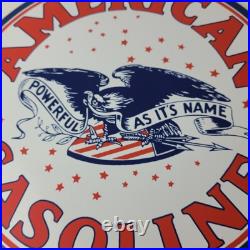 AMERICAN
POWERFUL AS IT'S NAME
GASOLINE